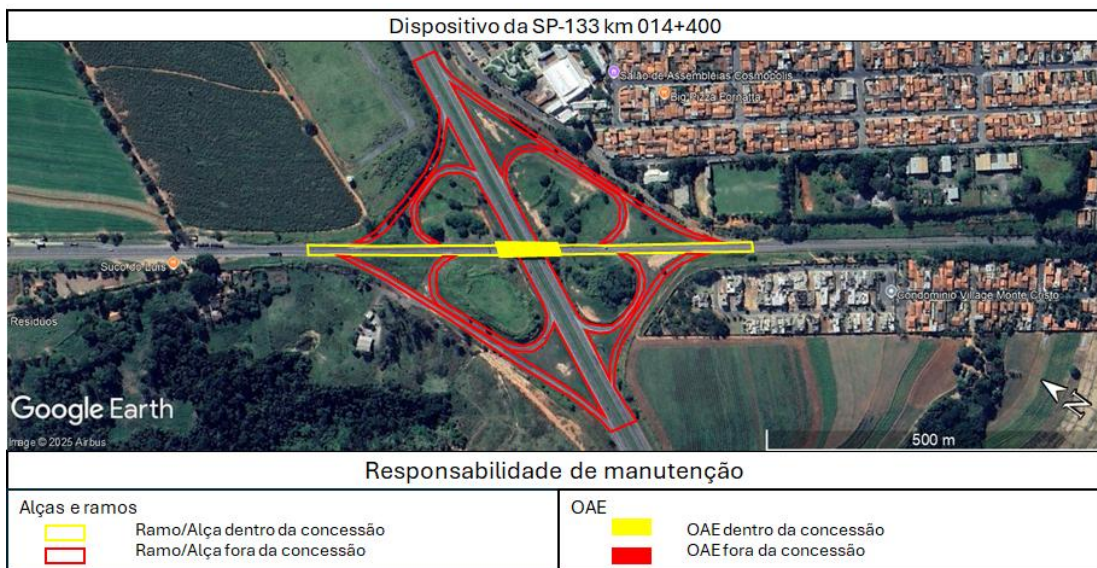 Dispositivo da SP-133 km 014+400
Salão de Assembléias Cosmópolis
Big Pizza Fornatta
Suco do Luis
Condomínio Village Monte Cristo
Resíduos
N
Google Earth
Image © 2025 Airbus
500 m
Responsabilidade de manutenção
Alças e ramos
Ramo/Alça dentro da concessão
Ramo/Alça fora da concessão
OAE
OAE dentro da concessão
OAE fora da concessão